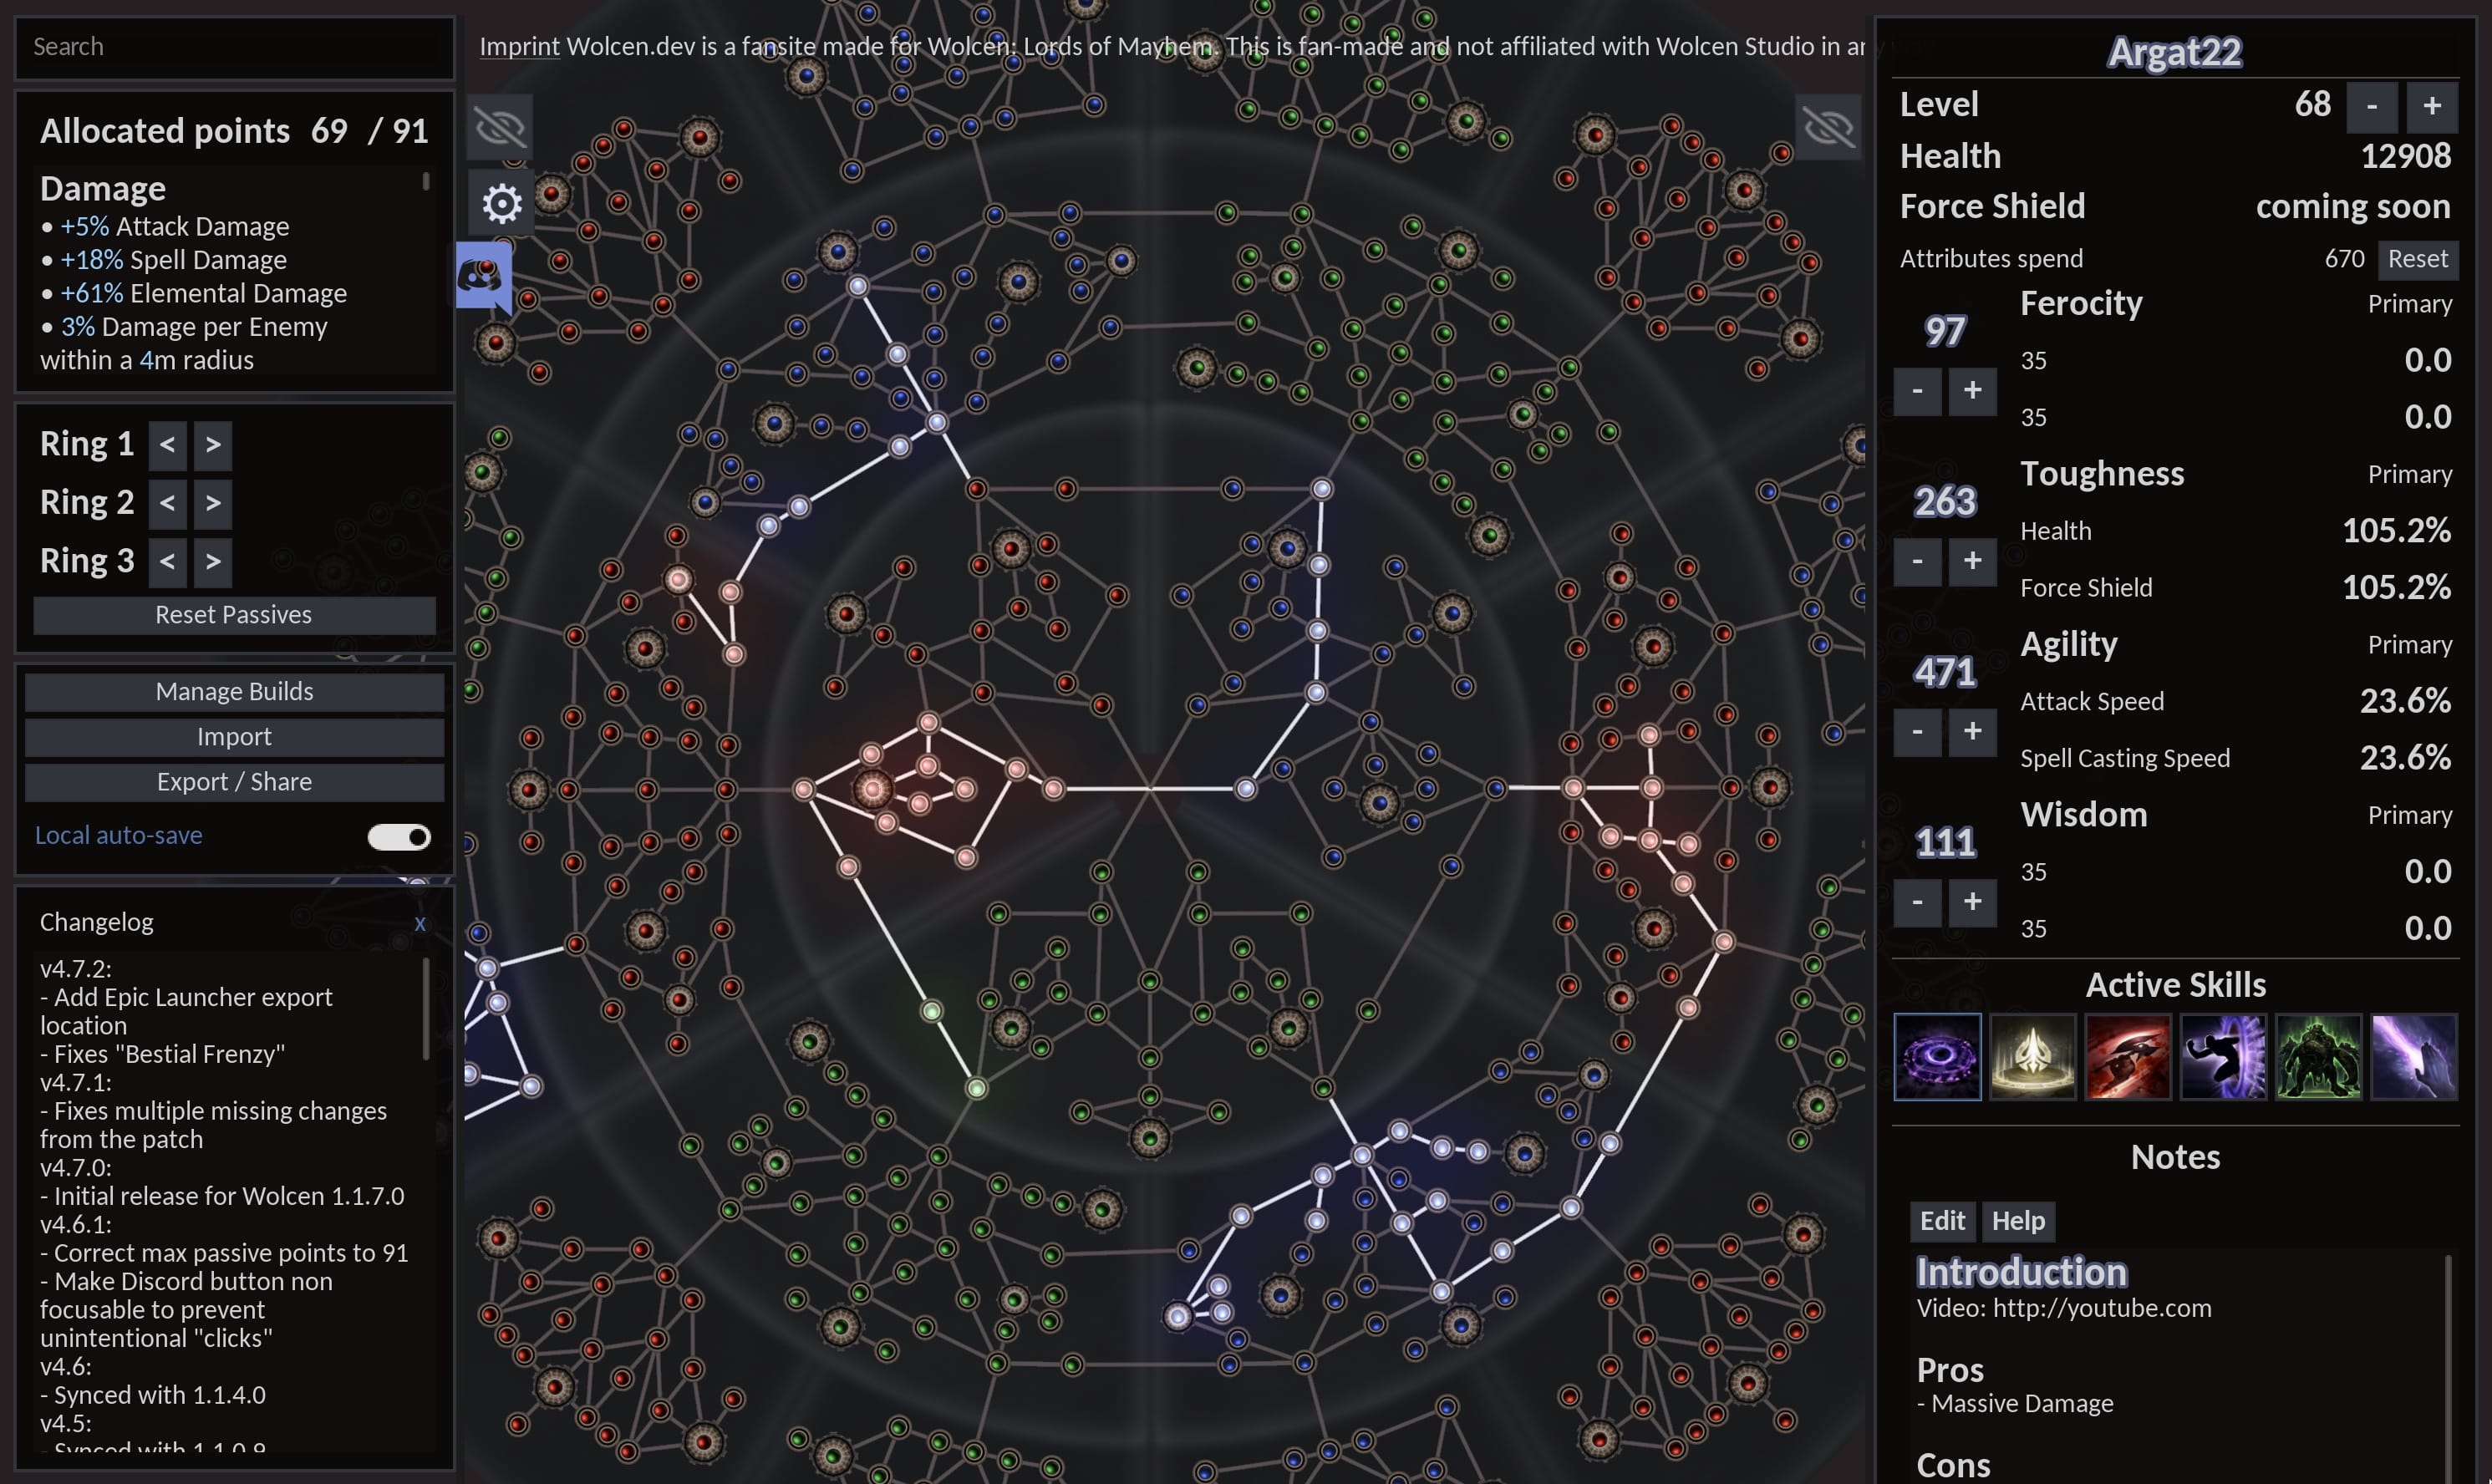 Search
Imprint Wolcen.dev is a fansite made for Wolcen: Lords of Mayhem. This is fan-made and not affiliated with Wolcen Studio in any
Allocated points 69 / 91
Damage
• +5% Attack Damage
• +18% Spell Damage
• +61% Elemental Damage
• 3% Damage per Enemy
within a 4m radius
Ring 1 < >
Ring 2 < >
Ring 3 < >
Reset Passives
Manage Builds
Import
Export / Share
Local auto-save
Changelog x
v4.7.2:
- Add Epic Launcher export
location
- Fixes "Bestial Frenzy"
v4.7.1:
- Fixes multiple missing changes
from the patch
v4.7.0:
- Initial release for Wolcen 1.1.7.0
v4.6.1:
- Correct max passive points to 91
- Make Discord button non
focusable to prevent
unintentional "clicks"
v4.6:
- Synced with 1.1.4.0
v4.5:
- Synced with 1.1.0.9
Argat22
Level 68 - +
Health 12908
Force Shield coming soon
Attributes spend 670 Reset
97 Ferocity Primary
35 0.0
- +
35 0.0
263 Toughness Primary
Health 105.2%
- +
Force Shield 105.2%
471 Agility Primary
Attack Speed 23.6%
- +
Spell Casting Speed 23.6%
111 Wisdom Primary
35 0.0
- +
35 0.0
Active Skills
Notes
Edit Help
Introduction
Video: http://youtube.com
Pros
- Massive Damage
Cons